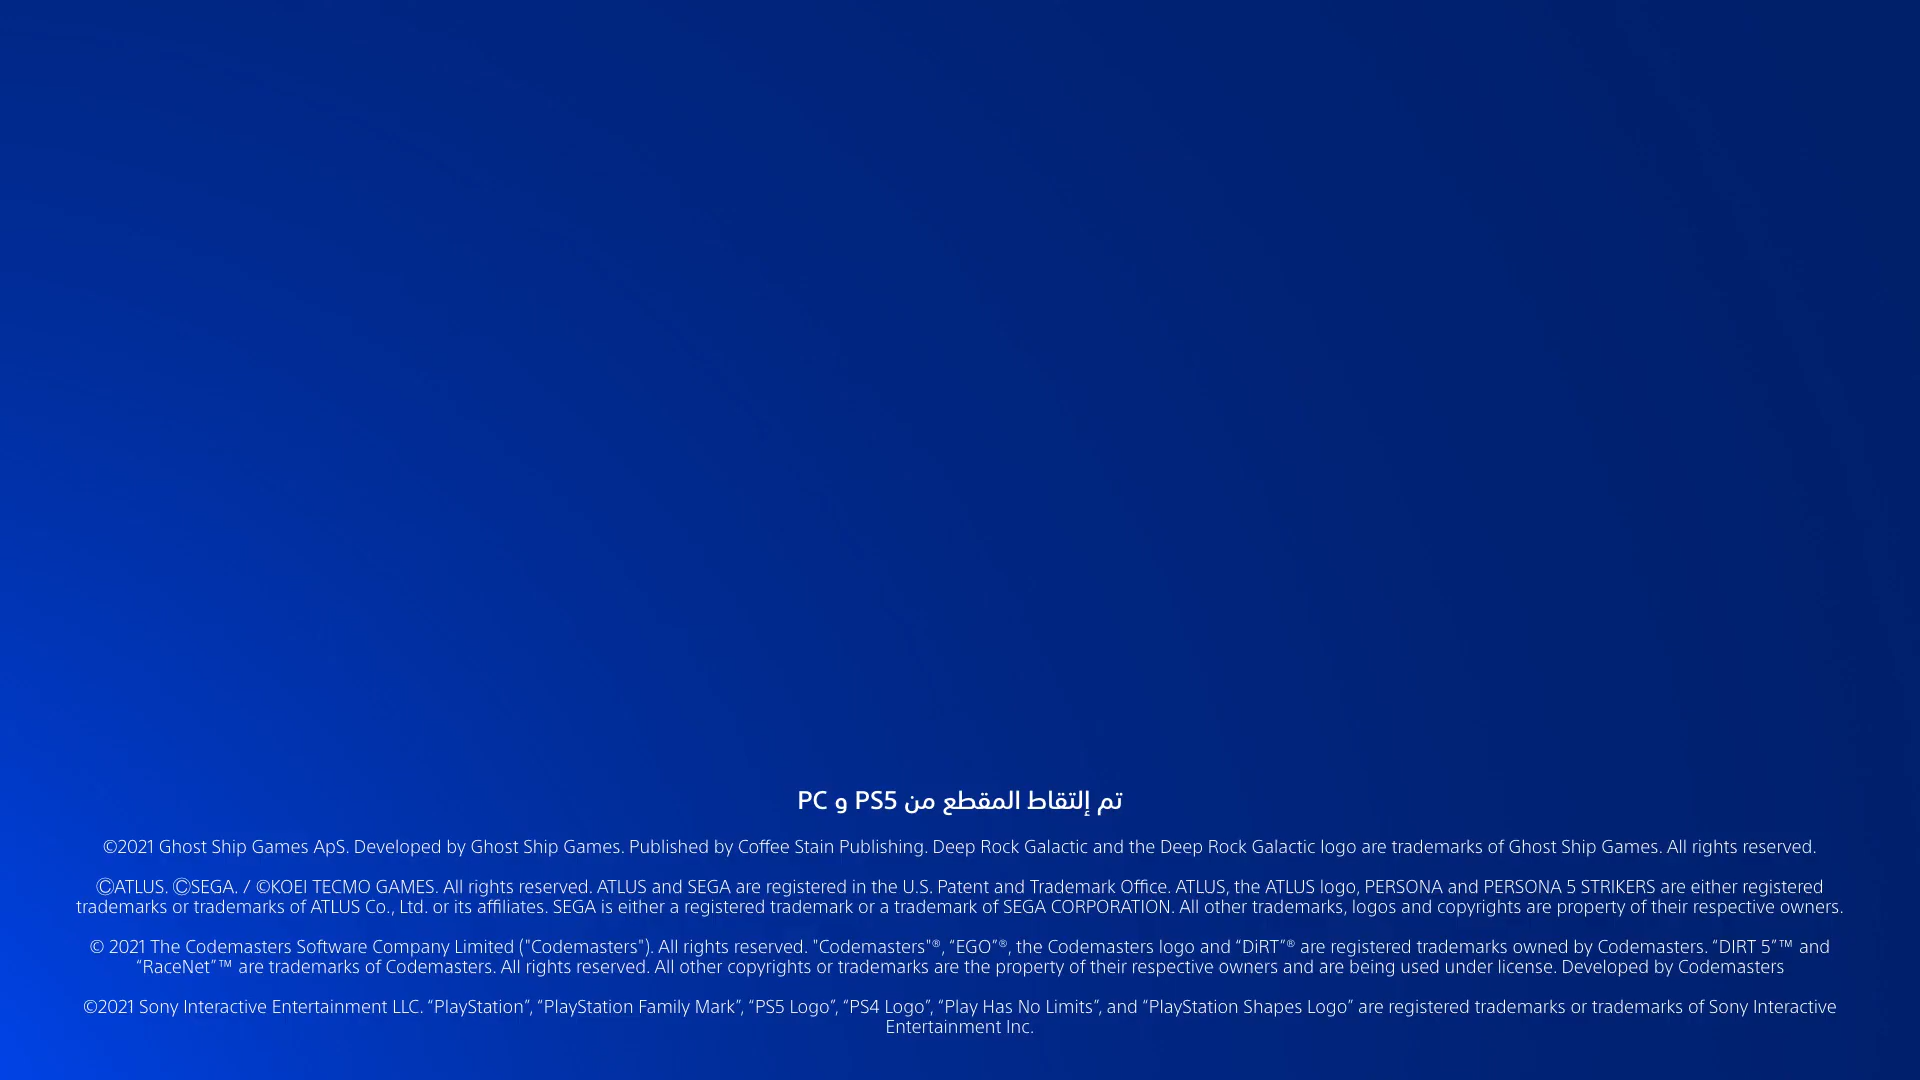 تم إلتقاط المقطع من PS5 و PC
©2021 Ghost Ship Games ApS. Developed by Ghost Ship Games. Published by Coffee Stain Publishing. Deep Rock Galactic and the Deep Rock Galactic logo are trademarks of Ghost Ship Games. All rights reserved.
ⒸATLUS. ⒸSEGA. / ©KOEI TECMO GAMES. All rights reserved. ATLUS and SEGA are registered in the U.S. Patent and Trademark Office. ATLUS, the ATLUS logo, PERSONA and PERSONA 5 STRIKERS are either registered
trademarks or trademarks of ATLUS Co., Ltd. or its affiliates. SEGA is either a registered trademark or a trademark of SEGA CORPORATION. All other trademarks, logos and copyrights are property of their respective owners.
© 2021 The Codemasters Software Company Limited ("Codemasters"). All rights reserved. "Codemasters"®, “EGO”®, the Codemasters logo and “DiRT”® are registered trademarks owned by Codemasters. “DIRT 5”™ and
“RaceNet”™ are trademarks of Codemasters. All rights reserved. All other copyrights or trademarks are the property of their respective owners and are being used under license. Developed by Codemasters
©2021 Sony Interactive Entertainment LLC. “PlayStation”, “PlayStation Family Mark”, “PS5 Logo”, “PS4 Logo”, “Play Has No Limits”, and “PlayStation Shapes Logo” are registered trademarks or trademarks of Sony Interactive
Entertainment Inc.